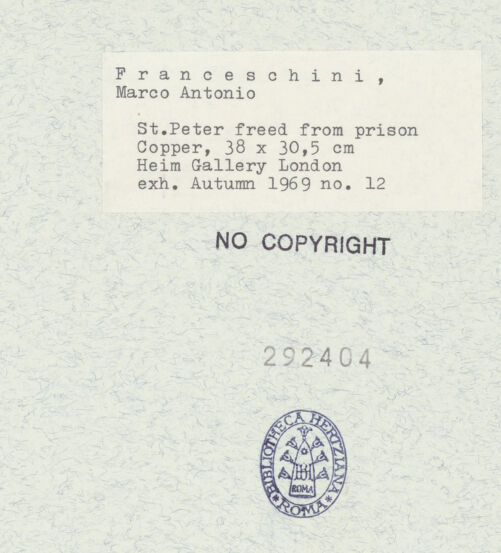 F r a n c e s c h i n i ,
Marco Antonio
St.Peter freed from prison
Copper, 38 x 30,5 cm
Heim Gallery London
exh. Autumn 1969 no. 12
NO COPYRIGHT
292404
BIBLIOTHECA HERTZIANA
ROMA
* ROMA *